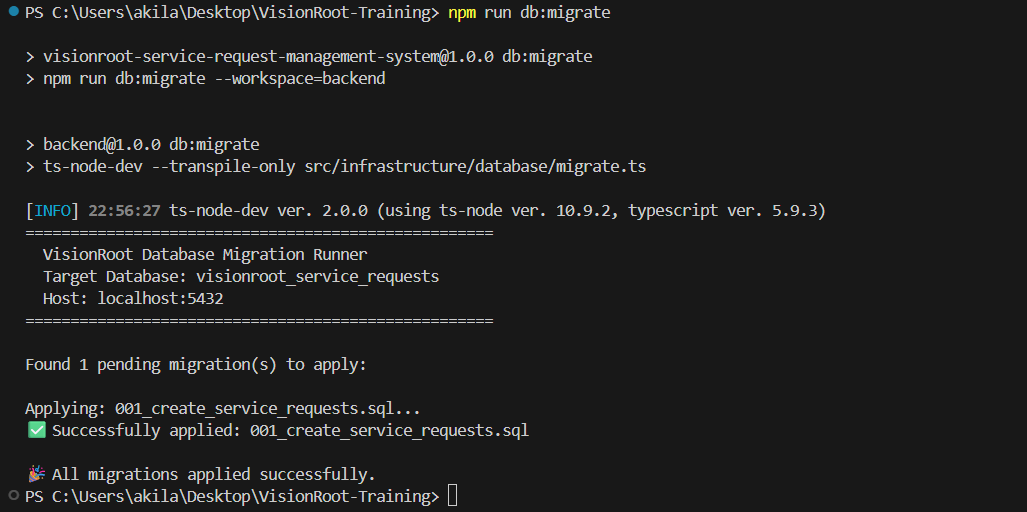 PS C:\Users\akila\Desktop\VisionRoot-Training> npm run db:migrate
> visionroot-service-request-management-system@1.0.0 db:migrate
> npm run db:migrate --workspace=backend
> backend@1.0.0 db:migrate
> ts-node-dev --transpile-only src/infrastructure/database/migrate.ts
[INFO] 22:56:27 ts-node-dev ver. 2.0.0 (using ts-node ver. 10.9.2, typescript ver. 5.9.3)
====================================================
VisionRoot Database Migration Runner
Target Database: visionroot_service_requests
Host: localhost:5432
====================================================
Found 1 pending migration(s) to apply:
Applying: 001_create_service_requests.sql...
✅ Successfully applied: 001_create_service_requests.sql
🎉 All migrations applied successfully.
PS C:\Users\akila\Desktop\VisionRoot-Training>